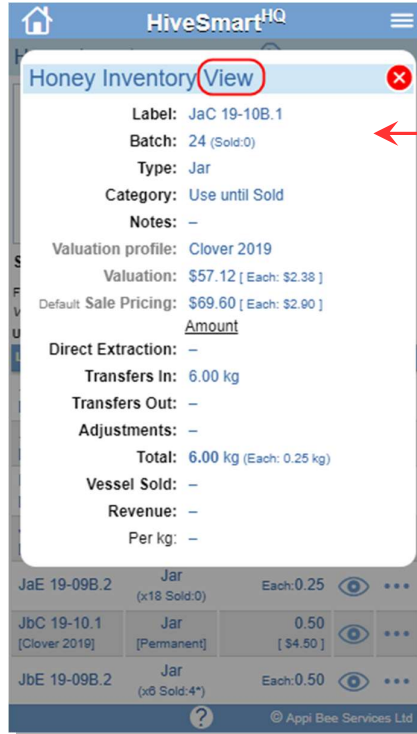 HiveSmartHQ
Honey Inventory View
Label: JaC 19-10B.1
Batch: 24 (Sold:0)
Type: Jar
Category: Use until Sold
Notes: –
Valuation profile: Clover 2019
Valuation: $57.12 [ Each: $2.38 ]
Default Sale Pricing: $69.60 [ Each: $2.90 ]
Amount
Direct Extraction: –
Transfers In: 6.00 kg
Transfers Out: –
Adjustments: –
Total: 6.00 kg (Each: 0.25 kg)
Vessel Sold: –
Revenue: –
Per kg: –
JaE 19-09B.2 Jar Each:0.25
(x18 Sold:0)
JbC 19-10.1 Jar 0.50
[Clover 2019] [Permanent] [ $4.50 ]
JbE 19-09B.2 Jar Each:0.50
(x6 Sold:4*)
? © Appi Bee Services Ltd